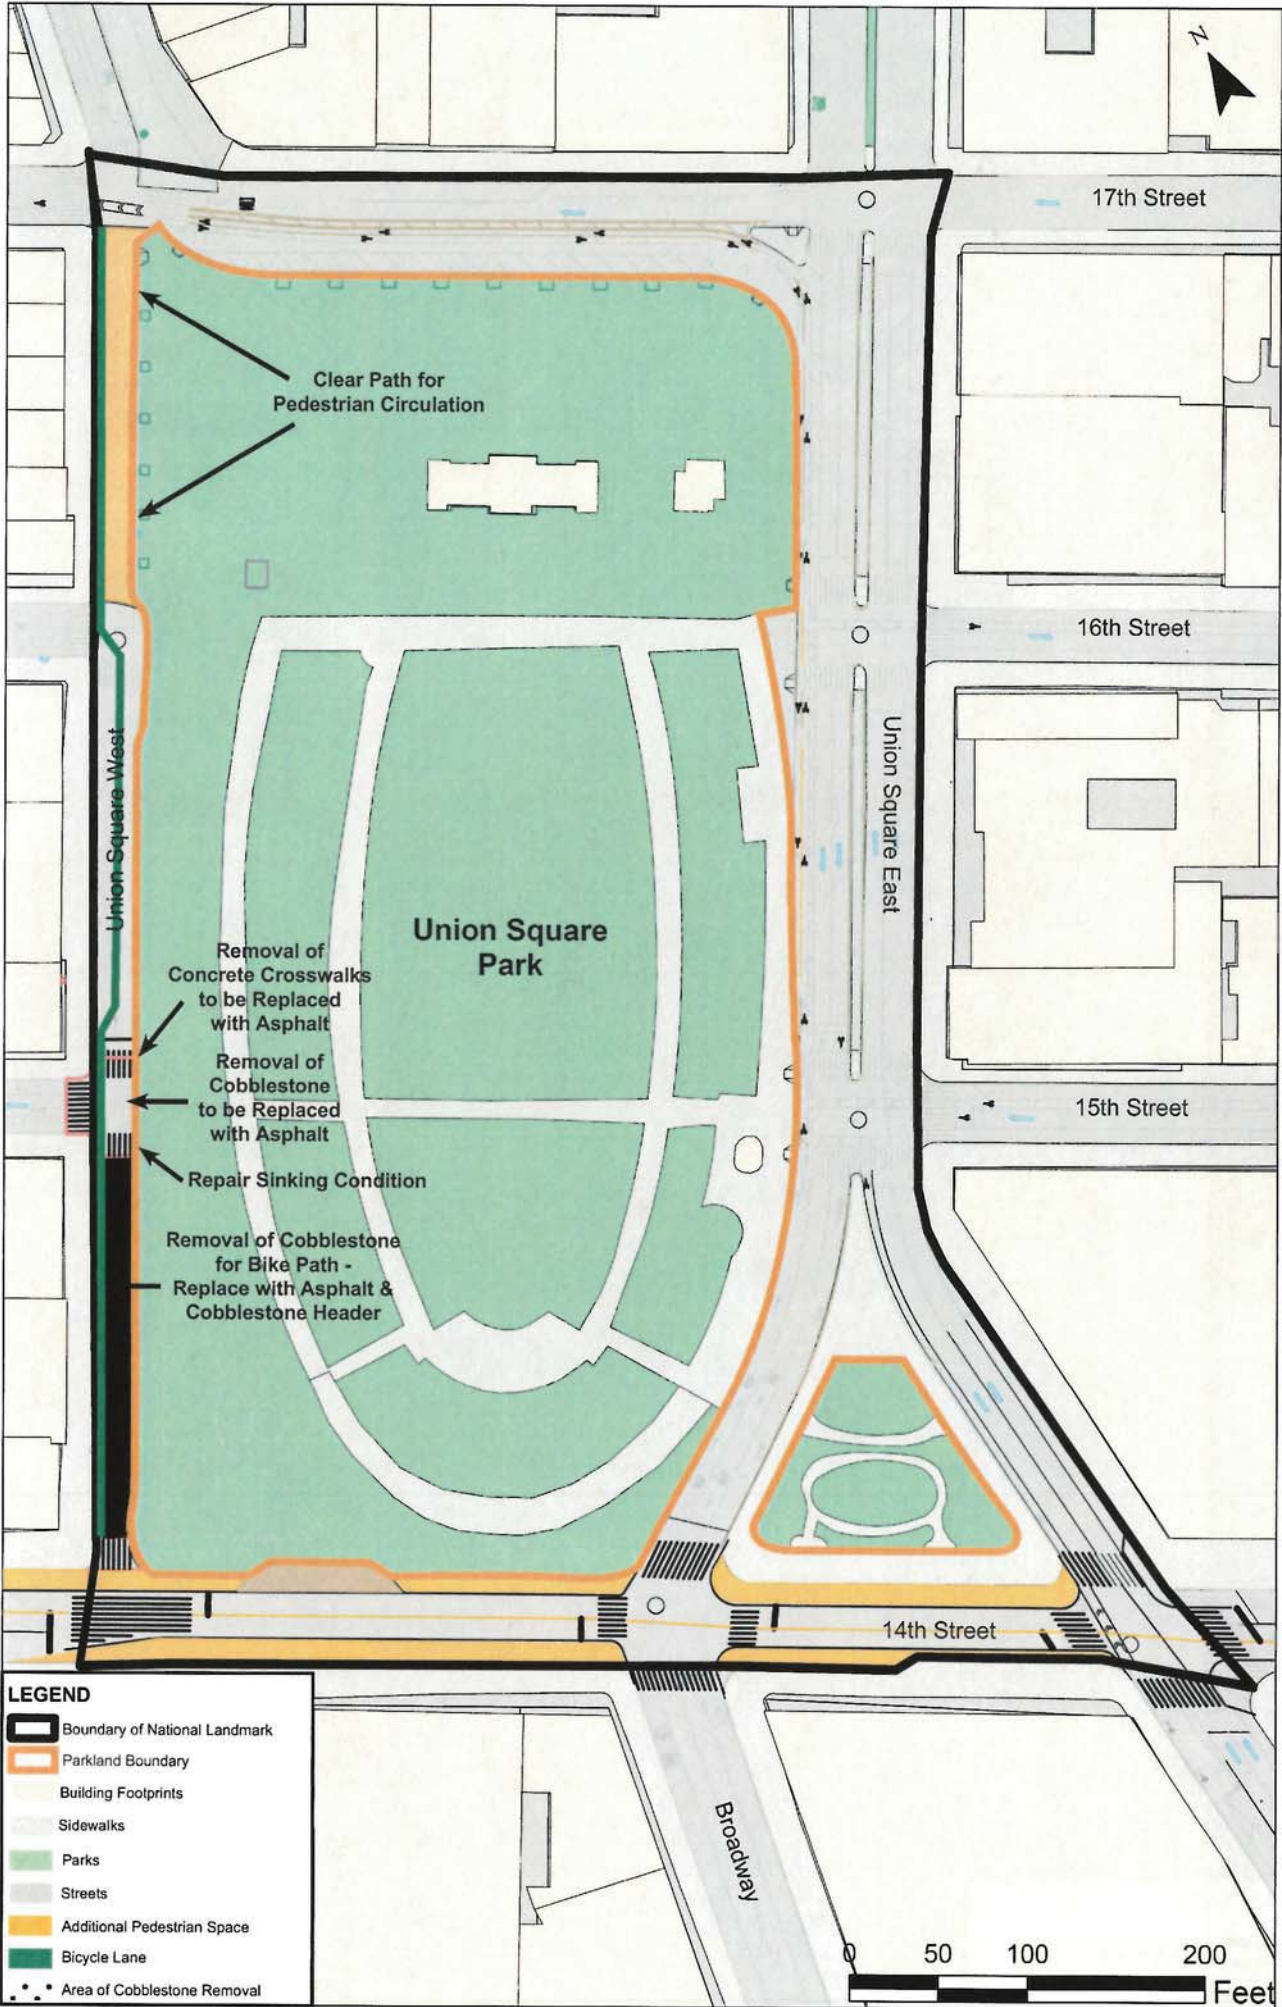 N
17th Street
Clear Path for
Pedestrian Circulation
16th Street
Union Square West
Union Square East
Union Square
Park
Removal of
Concrete Crosswalks
to be Replaced
with Asphalt
Removal of
Cobblestone
to be Replaced
with Asphalt
15th Street
Repair Sinking Condition
Removal of Cobblestone
for Bike Path -
Replace with Asphalt &
Cobblestone Header
14th Street
Broadway
LEGEND
Boundary of National Landmark
Parkland Boundary
Building Footprints
Sidewalks
Parks
Streets
Additional Pedestrian Space
Bicycle Lane
Area of Cobblestone Removal
0 50 100 200
Feet